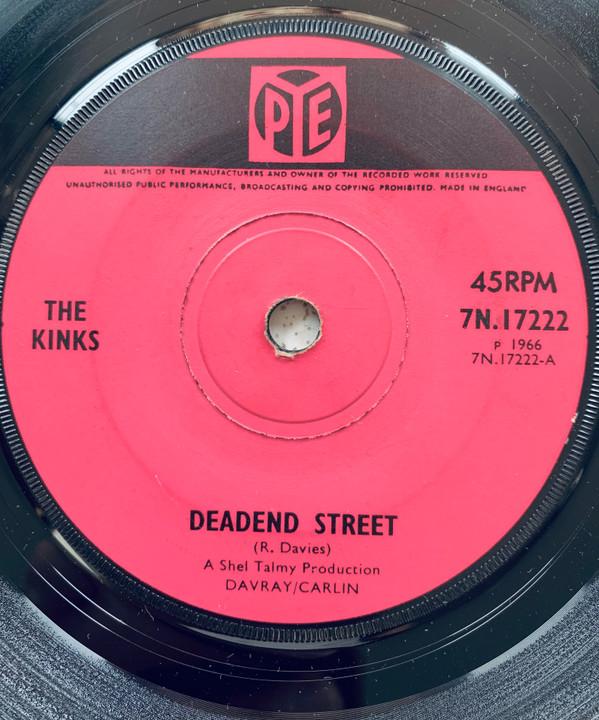 PYE
ALL RIGHTS OF THE MANUFACTURERS AND OWNER OF THE RECORDED WORK RESERVED
UNAUTHORISED PUBLIC PERFORMANCE, BROADCASTING AND COPYING PROHIBITED. MADE IN ENGLAND
THE
KINKS
45RPM
7N.17222
P 1966
7N.17222-A
DEADEND STREET
(R. Davies)
A Shel Talmy Production
DAVRAY/CARLIN